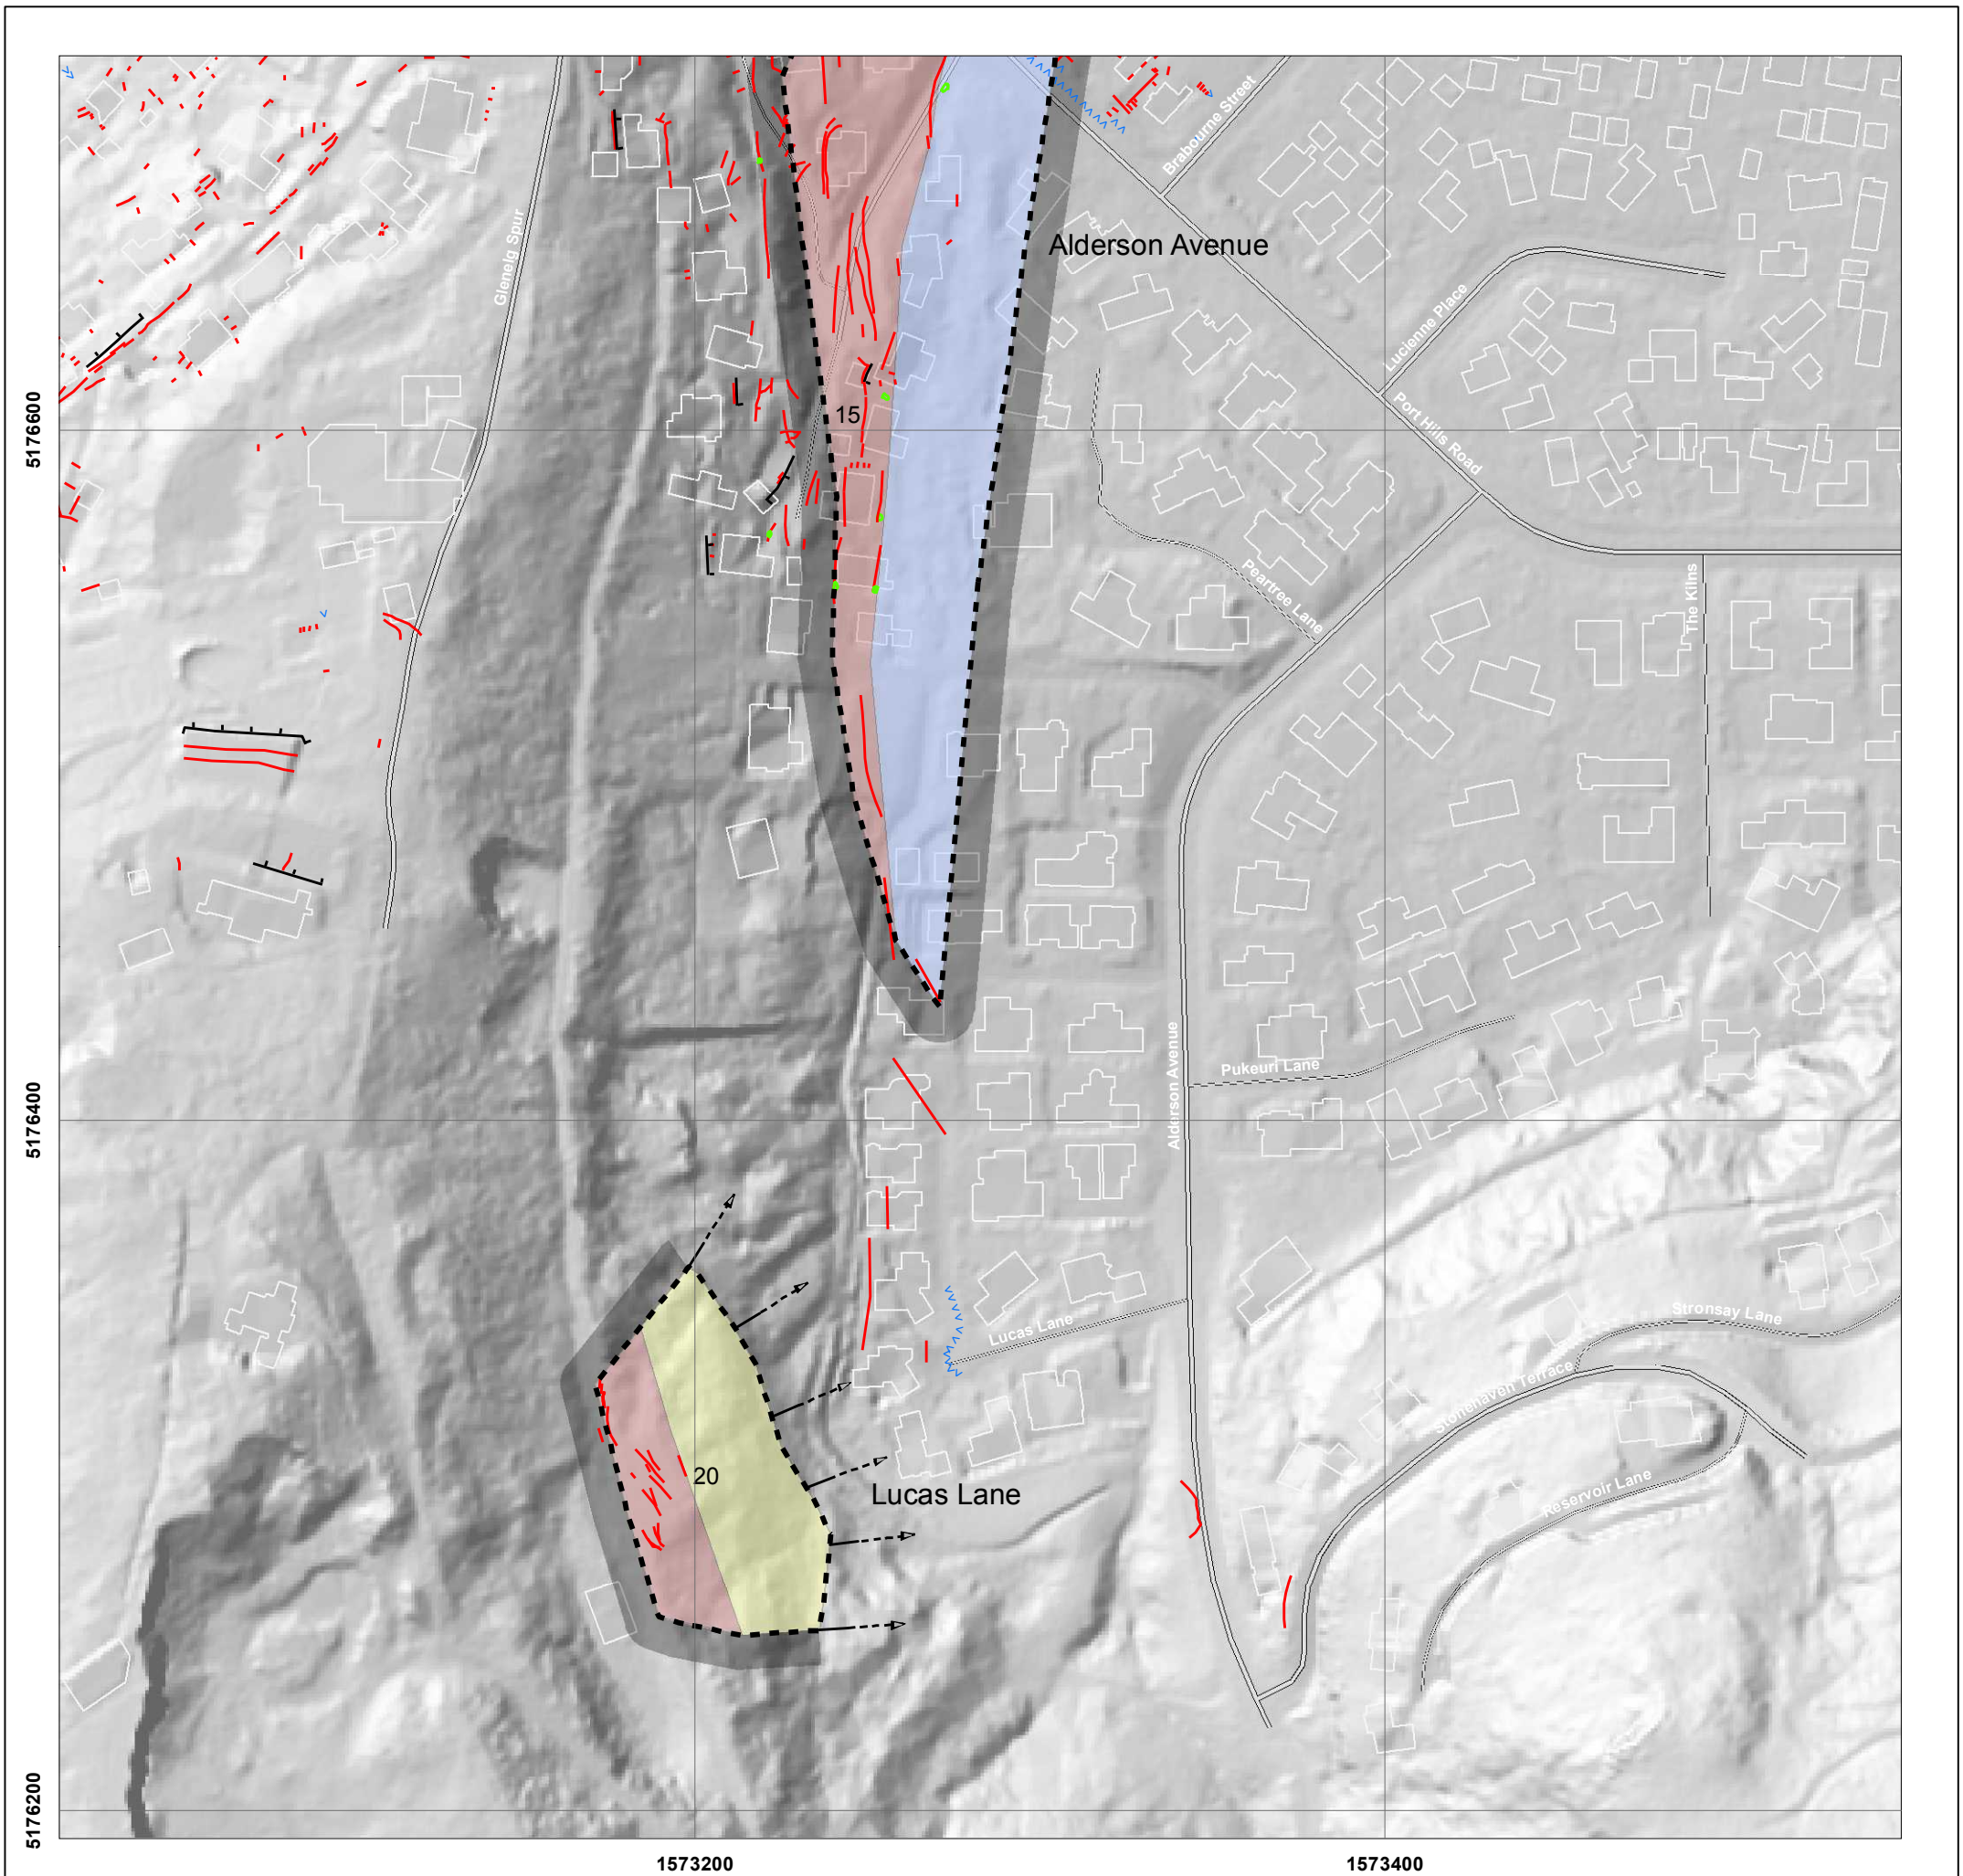 Brabourne Street
Glenelg Spur
Alderson Avenue
Lucienne Place
5176600
15
Port Hills Road
Peartree Lane
The Kilns
5176400
Alderson Avenue
Pukeuri Lane
Stronsay Lane
Lucas Lane
Stonehaven Terrace
20
Lucas Lane
Reservoir Lane
5176200
1573200
1573400